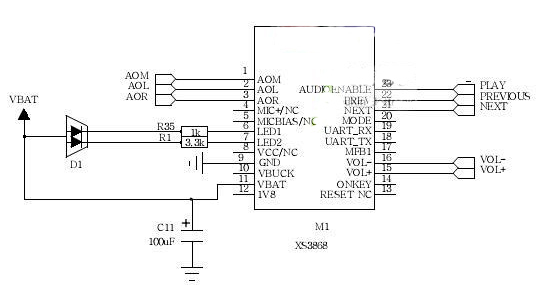 VBAT
AOM
AOL
AOR
1
2
3
4
5
6
7
8
9
10
11
12
AOM
AOL
AOR
MIC+/NC
MICBIAS/NC
LED1
LED2
VCC/NC
GND
VBUCK
VBAT
1V8
NEXT
MODE
UART_RX
UART_TX
MFB1
VOL-
VOL+
ONKEY
RESET NC
22
21
20
19
18
17
16
15
14
13
PLAY
PREVIOUS
NEXT
VOL-
VOL+
R35
1k
R1
3.3k
D1
C11
+
100uF
M1
XS3868